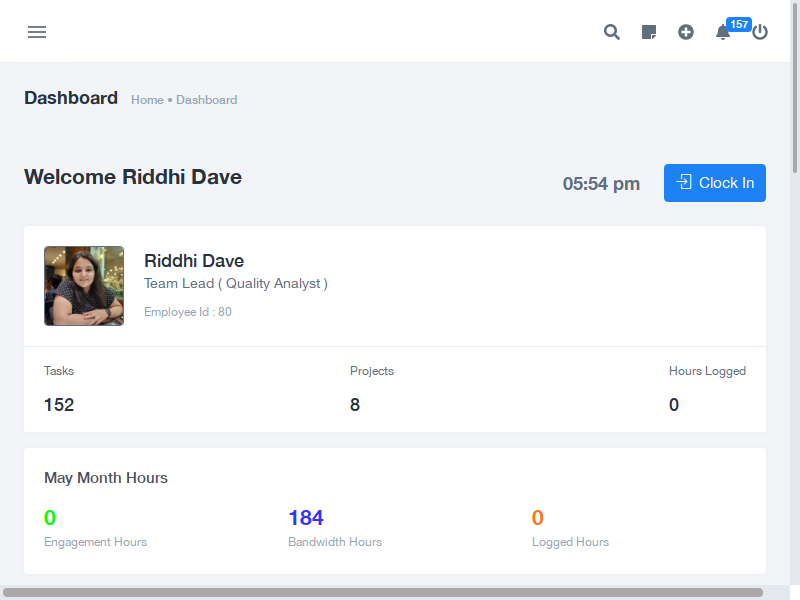 157
Dashboard Home • Dashboard
Welcome Riddhi Dave
05:54 pm
Clock In
Riddhi Dave
Team Lead ( Quality Analyst )
Employee Id : 80
Tasks Projects Hours Logged
152 8 0
May Month Hours
0 184 0
Engagement Hours Bandwidth Hours Logged Hours